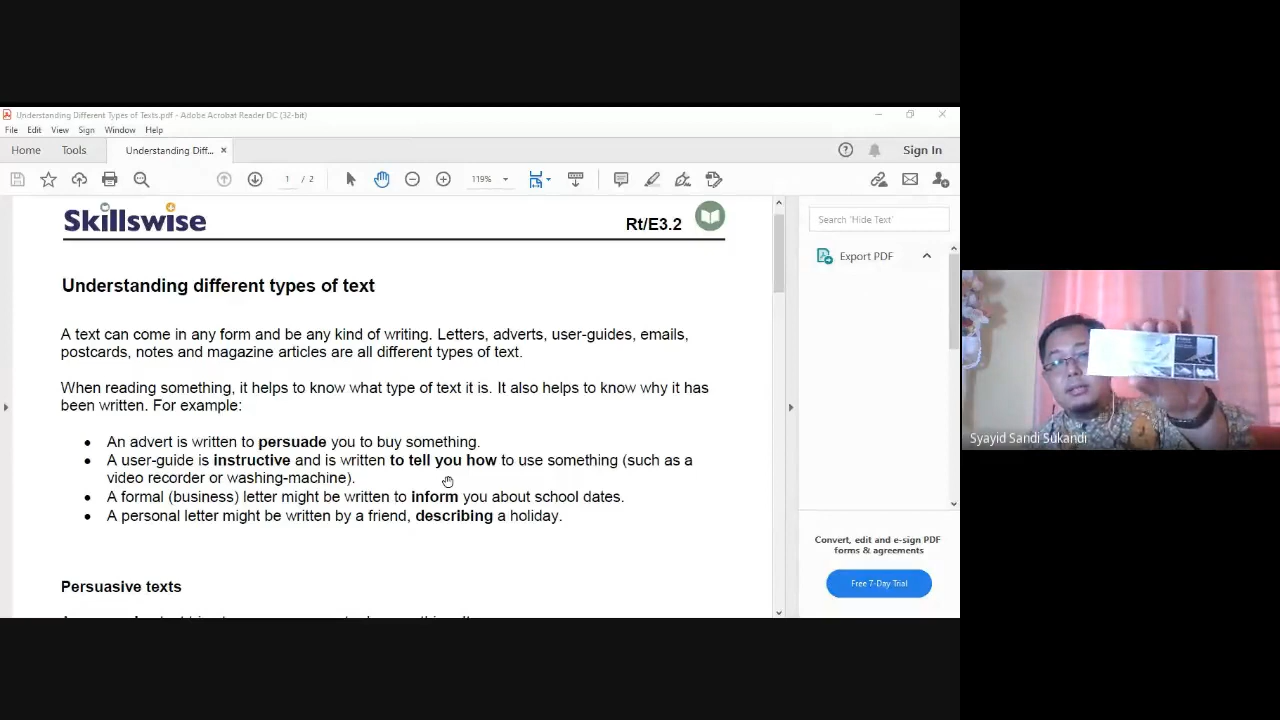 Understanding Different Types of Texts.pdf - Adobe Acrobat Reader DC (32-bit)
File Edit View Sign Window Help
Home Tools Understanding Diff... × Sign In
1 / 2 119%
Skillswise Rt/E3.2
Search 'Hide Text'
Export PDF
Understanding different types of text
A text can come in any form and be any kind of writing. Letters, adverts, user-guides, emails,
postcards, notes and magazine articles are all different types of text.
When reading something, it helps to know what type of text it is. It also helps to know why it has
been written. For example:
• An advert is written to persuade you to buy something.
• A user-guide is instructive and is written to tell you how to use something (such as a
video recorder or washing-machine).
• A formal (business) letter might be written to inform you about school dates.
• A personal letter might be written by a friend, describing a holiday.
Persuasive texts
Convert, edit and e-sign PDF
forms & agreements
Free 7-Day Trial
Syayid Sandi Sukandi